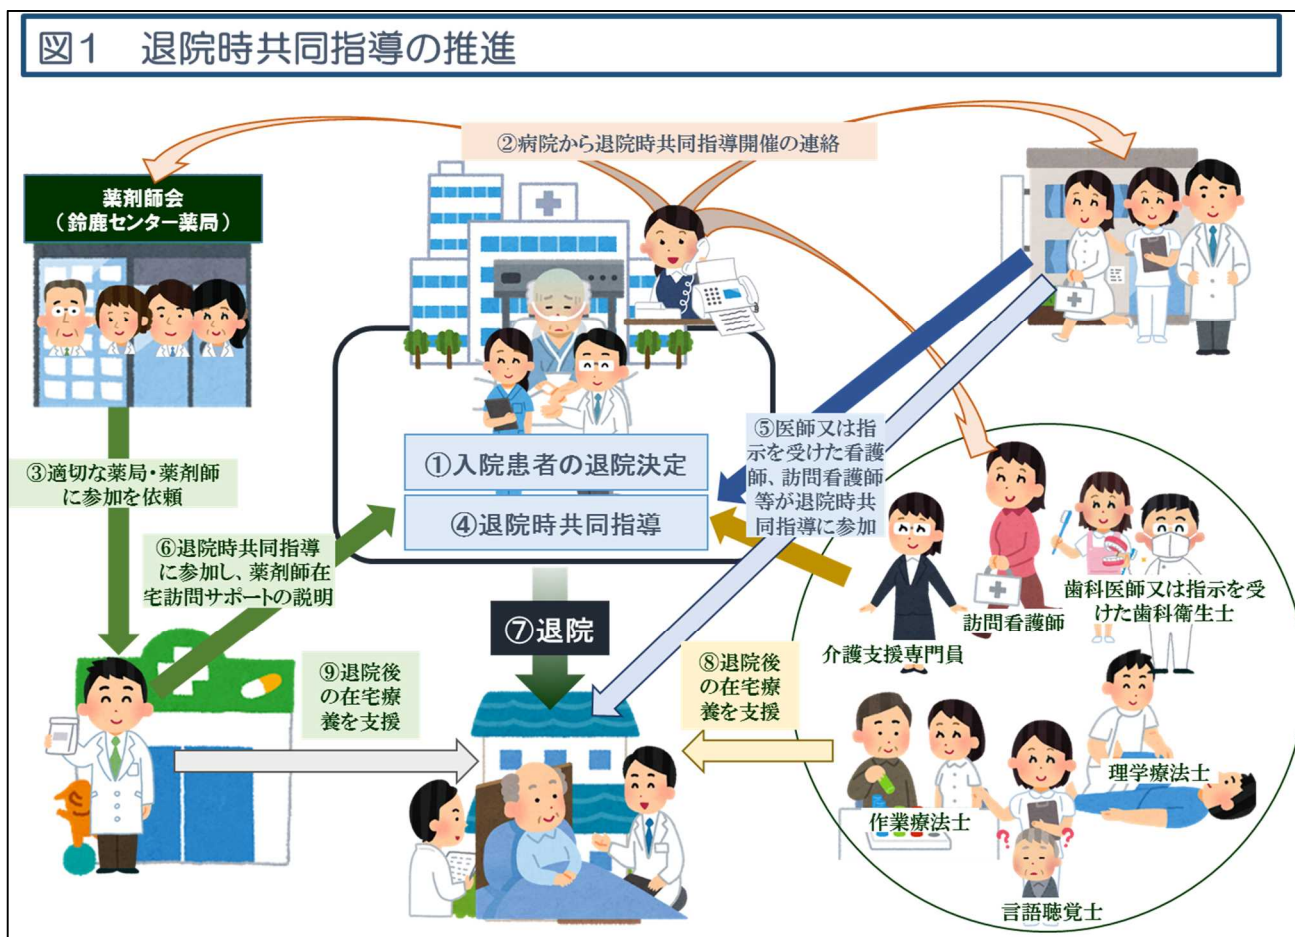 図1 退院時共同指導の推進
②病院から退院時共同指導開催の連絡
薬剤師会
(鈴鹿センター薬局)
①入院患者の退院決定
④退院時共同指導
③適切な薬局・薬剤師
に参加を依頼
⑤医師又は指
示を受けた看護
師、訪問看護師
等が退院時共
同指導に参加
⑥退院時共同指導
に参加し、薬剤師在
宅訪問サポートの説明
⑦退院
介護支援専門員
訪問看護師
歯科医師又は指示を受
けた歯科衛生士
⑨退院後
の在宅療
養を支援
⑧退院後
の在宅療
養を支援
作業療法士
理学療法士
? ?
言語聴覚士